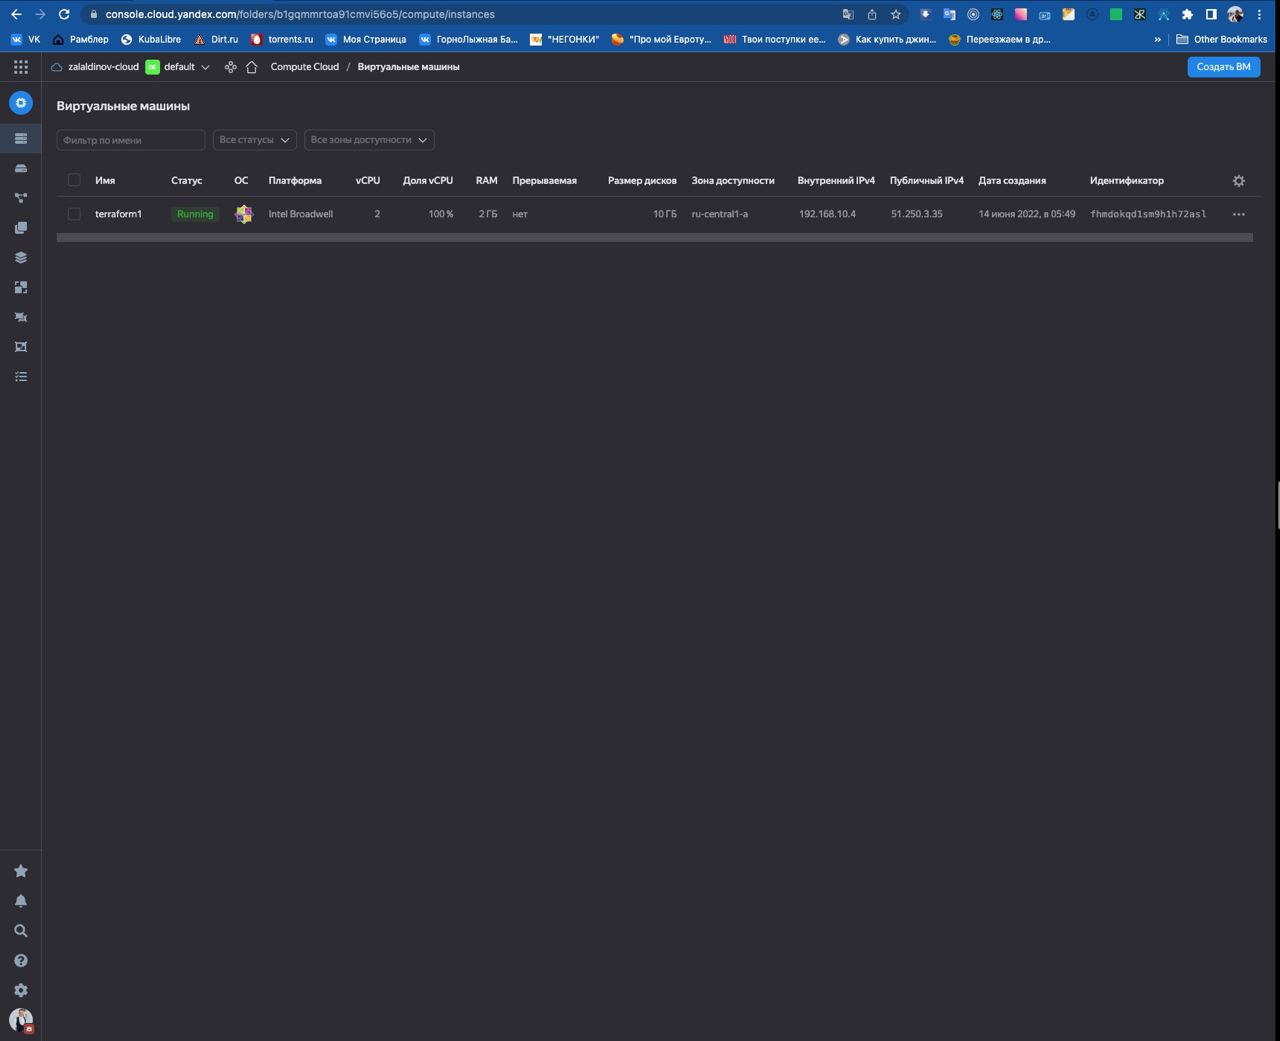 console.cloud.yandex.com/folders/b1gqmmrtoa91cmvi56o5/compute/instances
VK Рамблер KubaLibre Dirt.ru torrents.ru Моя Страница ГорноЛыжная Ба... "НЕГОНКИ" "Про мой Евроту... Твои поступки ее... Как купить джин... Переезжаем в др... » Other Bookmarks
zalaldinov-cloud default Compute Cloud / Виртуальные машины Создать ВМ
Виртуальные машины
Фильтр по имени Все статусы Все зоны доступности
Имя Статус ОС Платформа vCPU Доля vCPU RAM Прерываемая Размер дисков Зона доступности Внутренний IPv4 Публичный IPv4 Дата создания Идентификатор
terraform1 Running Intel Broadwell 2 100 % 2 ГБ нет 10 ГБ ru-central1-a 192.168.10.4 51.250.3.35 14 июня 2022, в 05:49 fhmdokqd1sm9h1h72asl